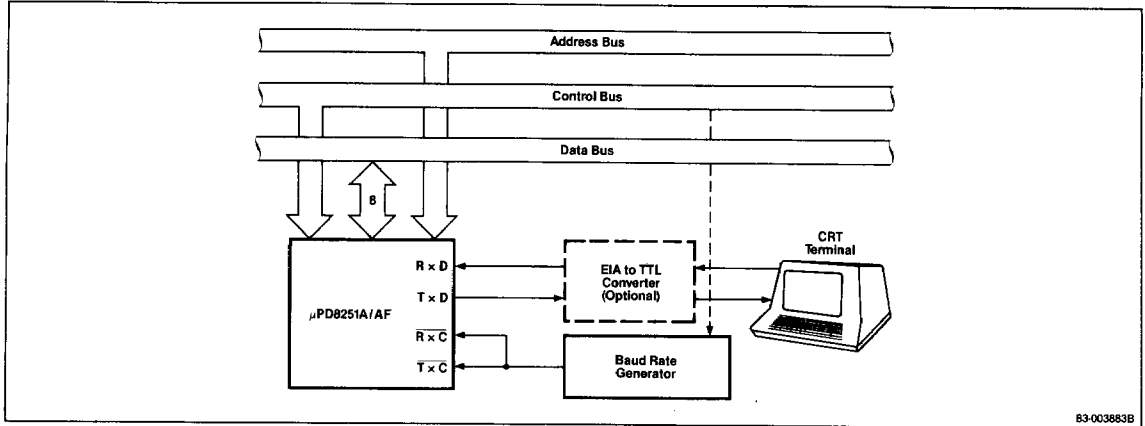 Address Bus
Control Bus
Data Bus
8
CRT
Terminal
R × D
EIA to TTL
Converter
(Optional)
T × D
μPD8251A/AF
R × C
T × C
Baud Rate
Generator
83-003883B